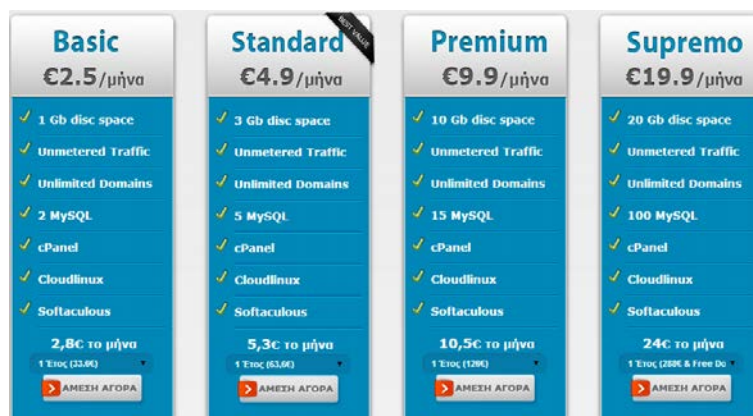 Basic
€2.5/μήνα
1 Gb disc space
Unmetered Traffic
Unlimited Domains
2 MySQL
cPanel
Cloudlinux
Softaculous
2,8€ το μήνα
1 Έτος (33.6€)
ΑΜΕΣΗ ΑΓΟΡΑ
Standard
BEST VALUE
€4.9/μήνα
3 Gb disc space
Unmetered Traffic
Unlimited Domains
5 MySQL
cPanel
Cloudlinux
Softaculous
5,3€ το μήνα
1 Έτος (63,6€)
ΑΜΕΣΗ ΑΓΟΡΑ
Premium
€9.9/μήνα
10 Gb disc space
Unmetered Traffic
Unlimited Domains
15 MySQL
cPanel
Cloudlinux
Softaculous
10,5€ το μήνα
1 Έτος (126€)
ΑΜΕΣΗ ΑΓΟΡΑ
Supremo
€19.9/μήνα
20 Gb disc space
Unmetered Traffic
Unlimited Domains
100 MySQL
cPanel
Cloudlinux
Softaculous
24€ το μήνα
1 Έτος (288€ & Free Do
ΑΜΕΣΗ ΑΓΟΡΑ